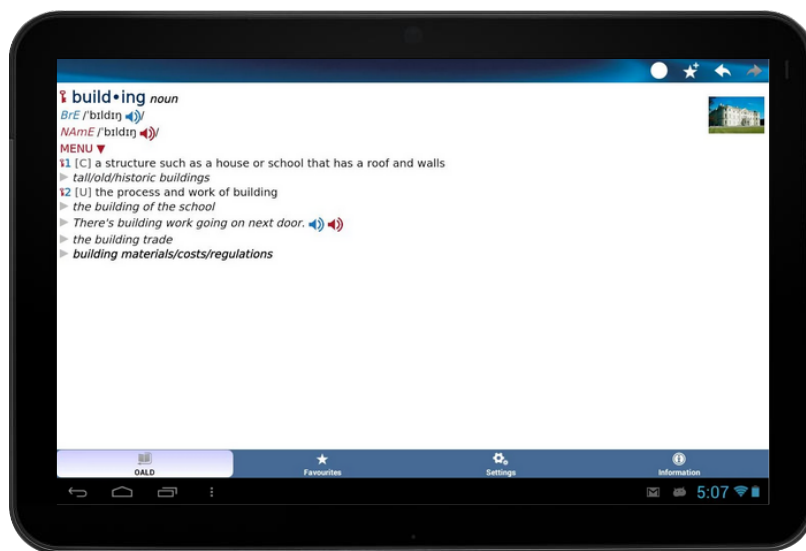 build•ing noun
BrE /ˈbɪldɪŋ /
NAmE /ˈbɪldɪŋ /
MENU ▼
1 [C] a structure such as a house or school that has a roof and walls
tall/old/historic buildings
2 [U] the process and work of building
the building of the school
There's building work going on next door.
the building trade
building materials/costs/regulations
OALD Favourites Settings Information
5:07